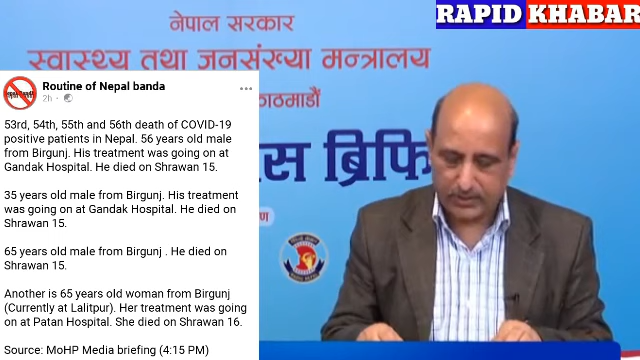 RAPID KHABAR
नेपाल सरकार
स्वास्थ्य तथा जनसंख्या मन्त्रालय
काठमाडौं
स ब्रिफि
Routine of Nepal banda
2h ·
53rd, 54th, 55th and 56th death of COVID-19
positive patients in Nepal. 56 years old male
from Birgunj. His treatment was going on at
Gandak Hospital. He died on Shrawan 15.
35 years old male from Birgunj. His treatment
was going on at Gandak Hospital. He died on
Shrawan 15.
65 years old male from Birgunj . He died on
Shrawan 15.
Another is 65 years old woman from Birgunj
(Currently at Lalitpur). Her treatment was going
on at Patan Hospital. She died on Shrawan 16.
Source: MoHP Media briefing (4:15 PM)